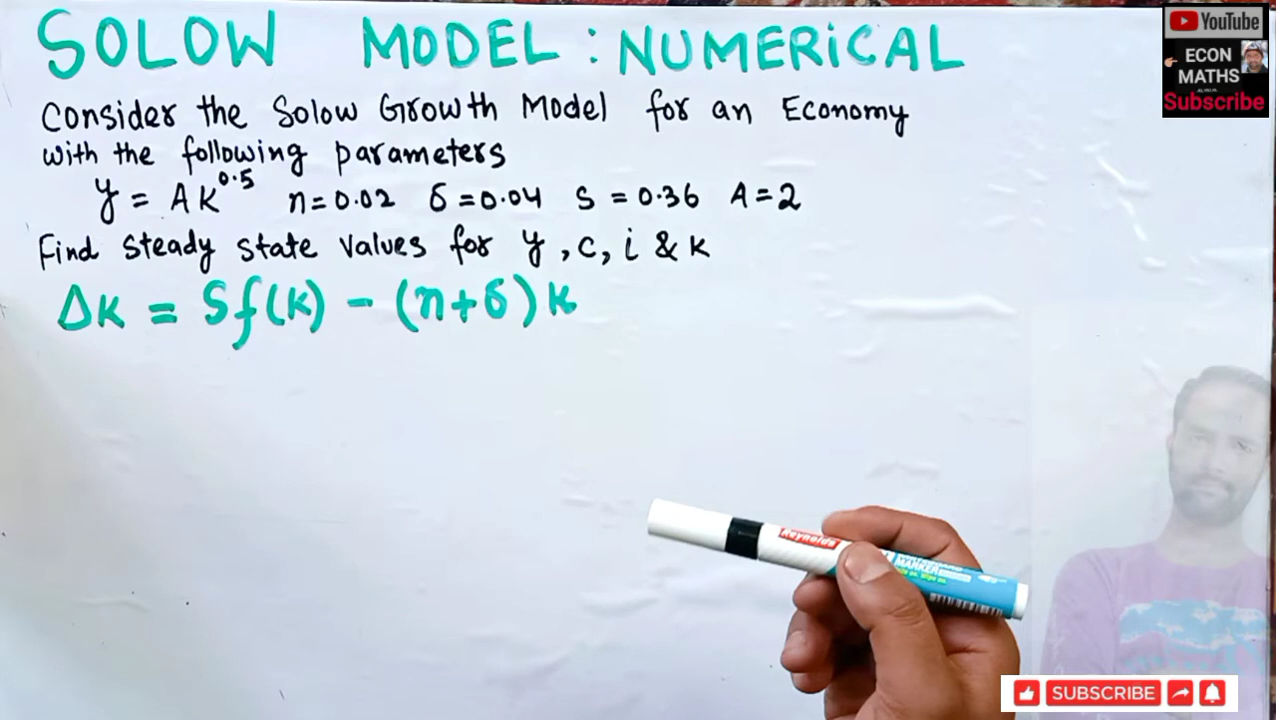 SOLOW MODEL : NUMERiCAL
Consider the Solow Growth Model for an Economy
with the following parameters
y = AK^0.5 n = 0.02 δ = 0.04 S = 0.36 A = 2
Find steady state values for y, c, i & K
ΔK = Sf(K) - (n+δ)k
YouTube
ECON
MATHS
Subscribe
Reynolds
MARKER
SUBSCRIBE